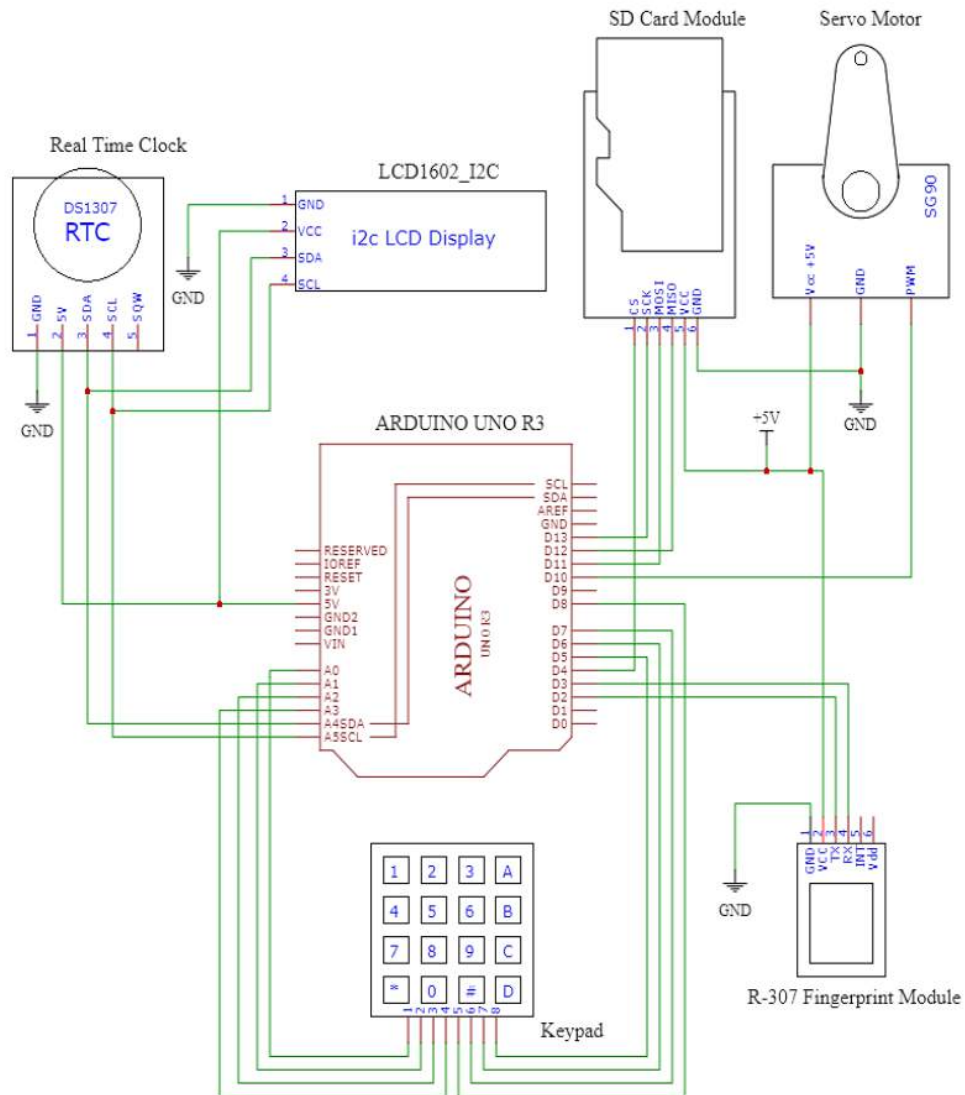 SD Card Module
Servo Motor
Real Time Clock
LCD1602_I2C
DS1307
RTC
1 GND
2 5V
3 SDA
4 SCL
5 SQW
GND
1 GND
2 VCC
3 SDA
4 SCL
i2c LCD Display
GND
1 CS
2 SCK
3 MOSI
4 MISO
5 VCC
6 GND
SG90
Vcc +5V
GND
PWM
+5V
GND
ARDUINO UNO R3
RESERVED
IOREF
RESET
3V
5V
GND2
GND1
VIN
A0
A1
A2
A3
A4SDA
A5SCL
ARDUINO
UNO R3
SCL
SDA
AREF
GND
D13
D12
D11
D10
D9
D8
D7
D6
D5
D4
D3
D2
D1
D0
1 2 3 A
4 5 6 B
7 8 9 C
* 0 # D
1 2 3 4 5 6 7 8
Keypad
GND
1 GND
2 VCC
3 TX
4 RX
5 INT
6 Vdd
R-307 Fingerprint Module